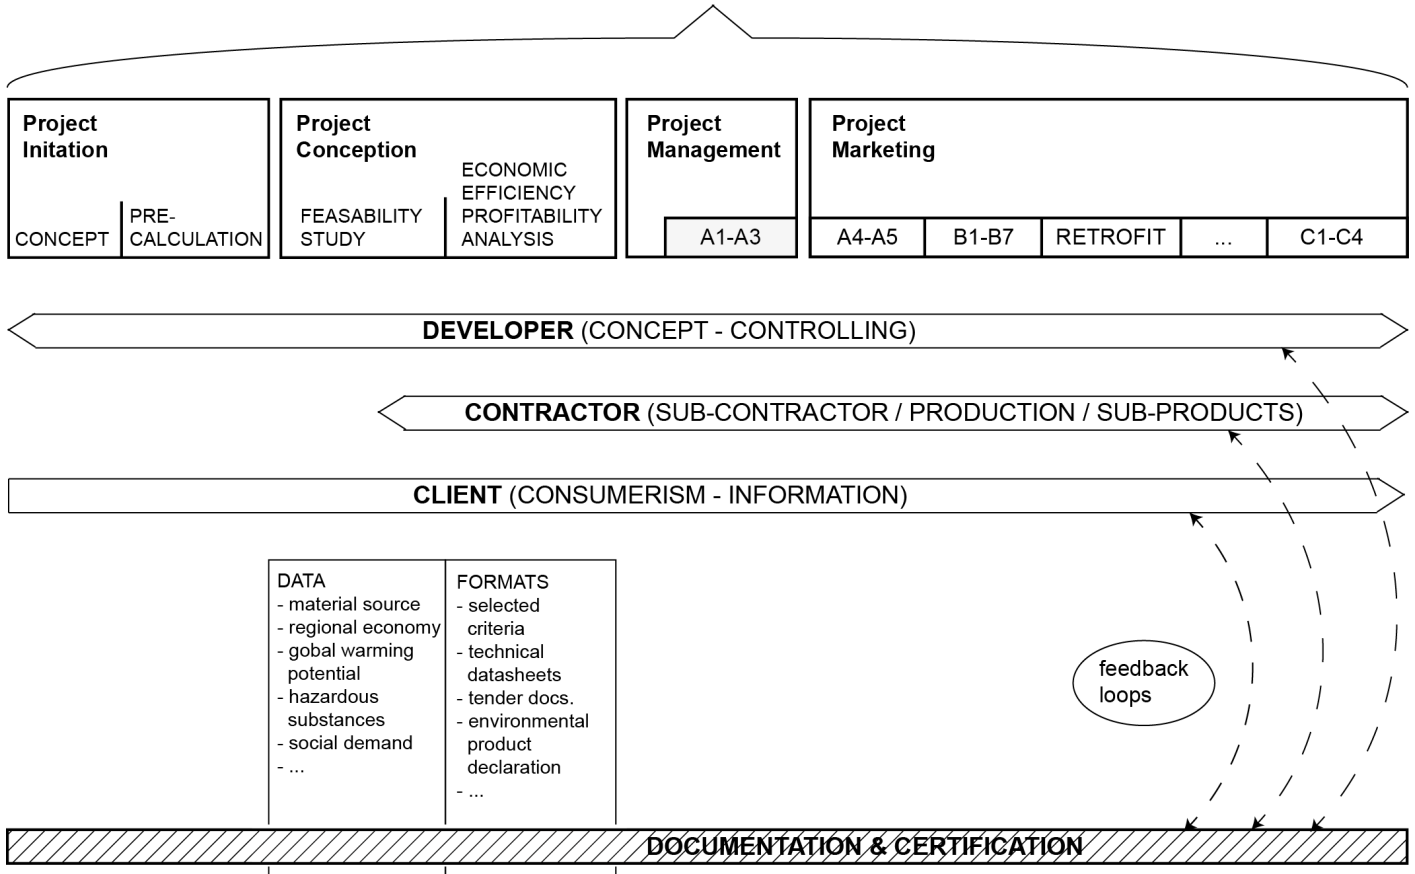 Project
Initation
CONCEPT
PRE-
CALCULATION
Project
Conception
FEASABILITY
STUDY
ECONOMIC
EFFICIENCY
PROFITABILITY
ANALYSIS
Project
Management
A1-A3
Project
Marketing
A4-A5
B1-B7
RETROFIT
...
C1-C4
DEVELOPER (CONCEPT - CONTROLLING)
CONTRACTOR (SUB-CONTRACTOR / PRODUCTION / SUB-PRODUCTS)
CLIENT (CONSUMERISM - INFORMATION)
DATA
- material source
- regional economy
- gobal warming
potential
- hazardous
substances
- social demand
- ...
FORMATS
- selected
criteria
- technical
datasheets
- tender docs.
- environmental
product
declaration
- ...
feedback
loops
DOCUMENTATION & CERTIFICATION